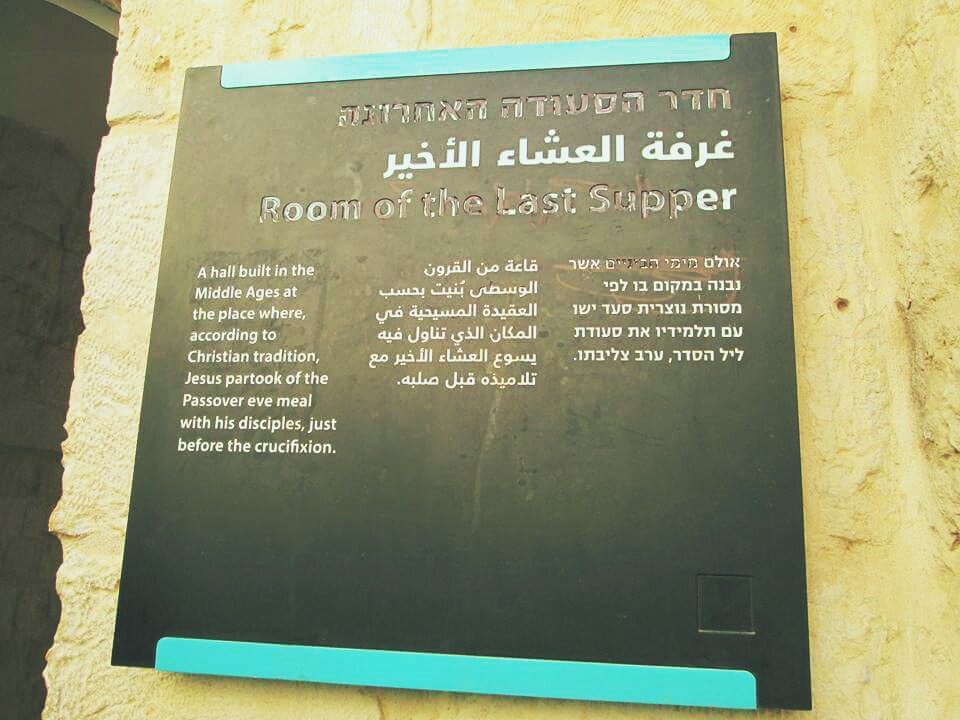 חדר הסעודה האחרונה
غرفة العشاء الأخير
Room of the Last Supper
A hall built in the
Middle Ages at
the place where,
according to
Christian tradition,
Jesus partook of the
Passover eve meal
with his disciples, just
before the crucifixion.
قاعة من القرون
الوسطى بُنيت بحسب
العقيدة المسيحية في
المكان الذي تناول فيه
يسوع العشاء الأخير مع
تلاميذه قبل صلبه.
אולם מימי הביניים אשר
נבנה במקום בו לפי
מסורת נוצרית סעד ישו
עם תלמידיו את סעודת
ליל הסדר, ערב צליבתו.